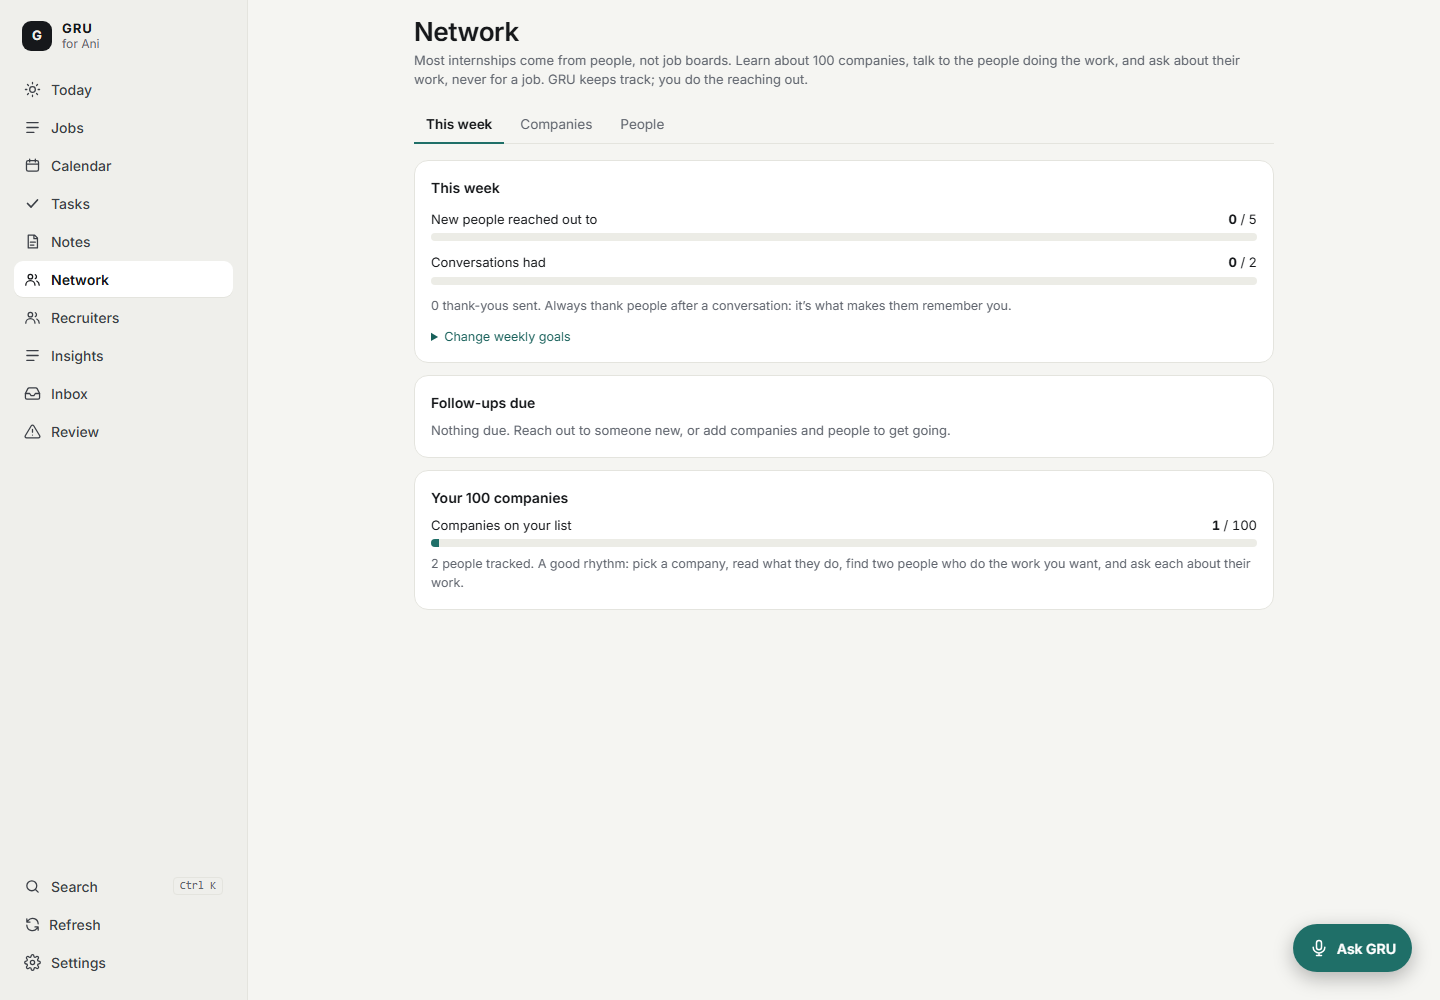 G
GRU
for Ani
Today
Jobs
Calendar
Tasks
Notes
Network
Recruiters
Insights
Inbox
Review
Search
Ctrl K
Refresh
Settings
Network
Most internships come from people, not job boards. Learn about 100 companies, talk to the people doing the work, and ask about their
work, never for a job. GRU keeps track; you do the reaching out.
This week
Companies
People
This week
New people reached out to
0 / 5
Conversations had
0 / 2
0 thank-yous sent. Always thank people after a conversation: it’s what makes them remember you.
Change weekly goals
Follow-ups due
Nothing due. Reach out to someone new, or add companies and people to get going.
Your 100 companies
Companies on your list
1 / 100
2 people tracked. A good rhythm: pick a company, read what they do, find two people who do the work you want, and ask each about their
work.
Ask GRU